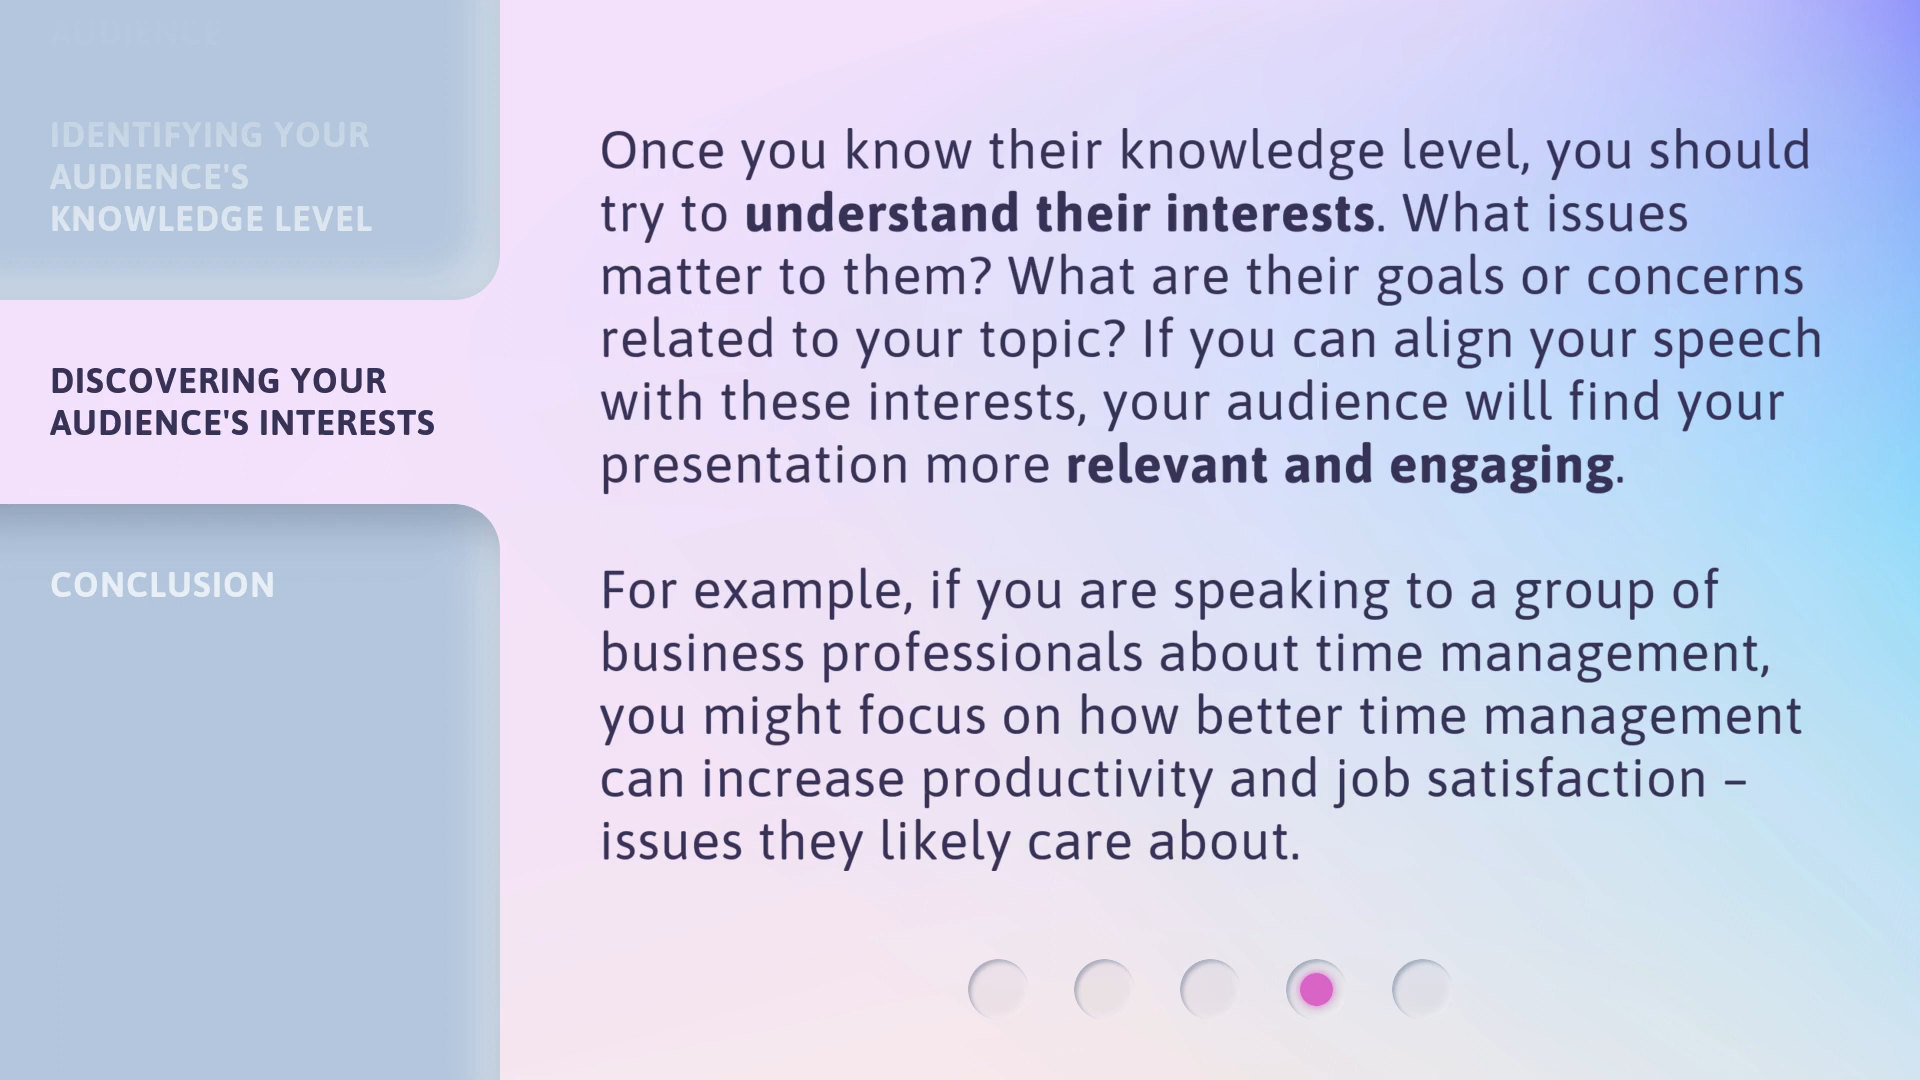 AUDIENCE
IDENTIFYING YOUR
AUDIENCE'S
KNOWLEDGE LEVEL
DISCOVERING YOUR
AUDIENCE'S INTERESTS
CONCLUSION
Once you know their knowledge level, you should
try to understand their interests. What issues
matter to them? What are their goals or concerns
related to your topic? If you can align your speech
with these interests, your audience will find your
presentation more relevant and engaging.
For example, if you are speaking to a group of
business professionals about time management,
you might focus on how better time management
can increase productivity and job satisfaction –
issues they likely care about.